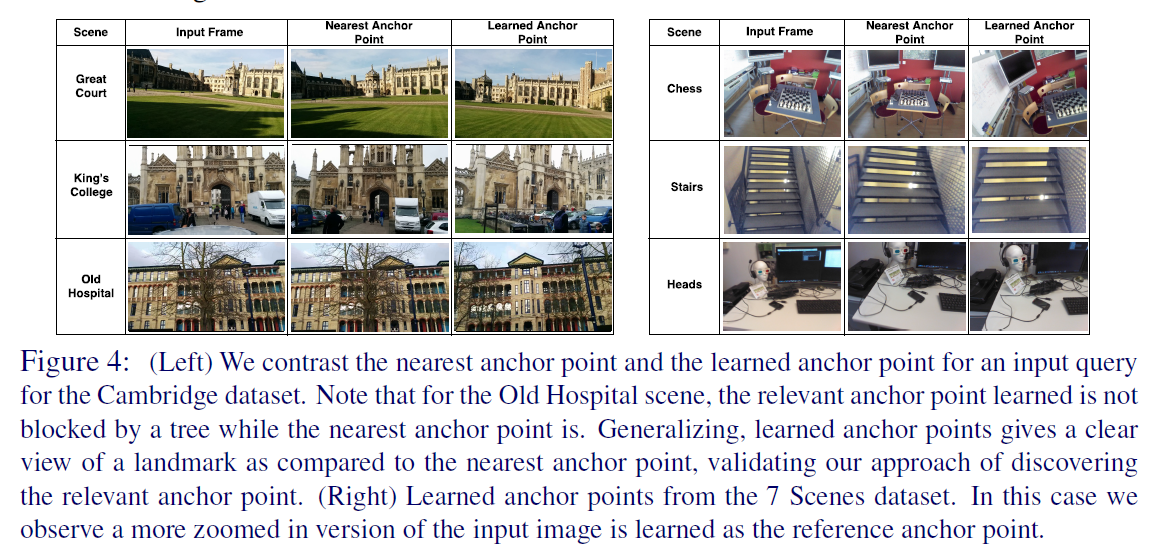 Scene Input Frame Nearest Anchor Point Learned Anchor Point
Great Court
King's College
Old Hospital
Scene Input Frame Nearest Anchor Point Learned Anchor Point
Chess
Stairs
Heads
Figure 4: (Left) We contrast the nearest anchor point and the learned anchor point for an input query
for the Cambridge dataset. Note that for the Old Hospital scene, the relevant anchor point learned is not
blocked by a tree while the nearest anchor point is. Generalizing, learned anchor points gives a clear
view of a landmark as compared to the nearest anchor point, validating our approach of discovering
the relevant anchor point. (Right) Learned anchor points from the 7 Scenes dataset. In this case we
observe a more zoomed in version of the input image is learned as the reference anchor point.